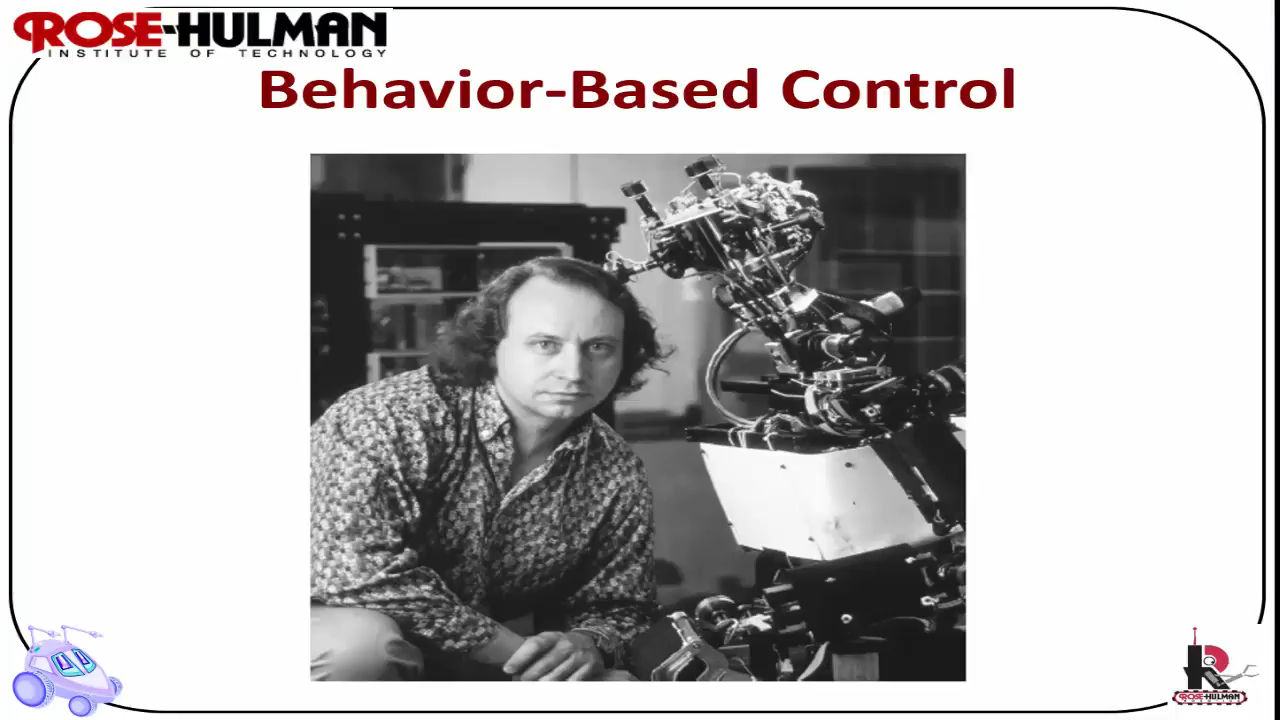 ROSE-HULMAN
INSTITUTE OF TECHNOLOGY
Behavior-Based Control
R
ROSE-HULMAN